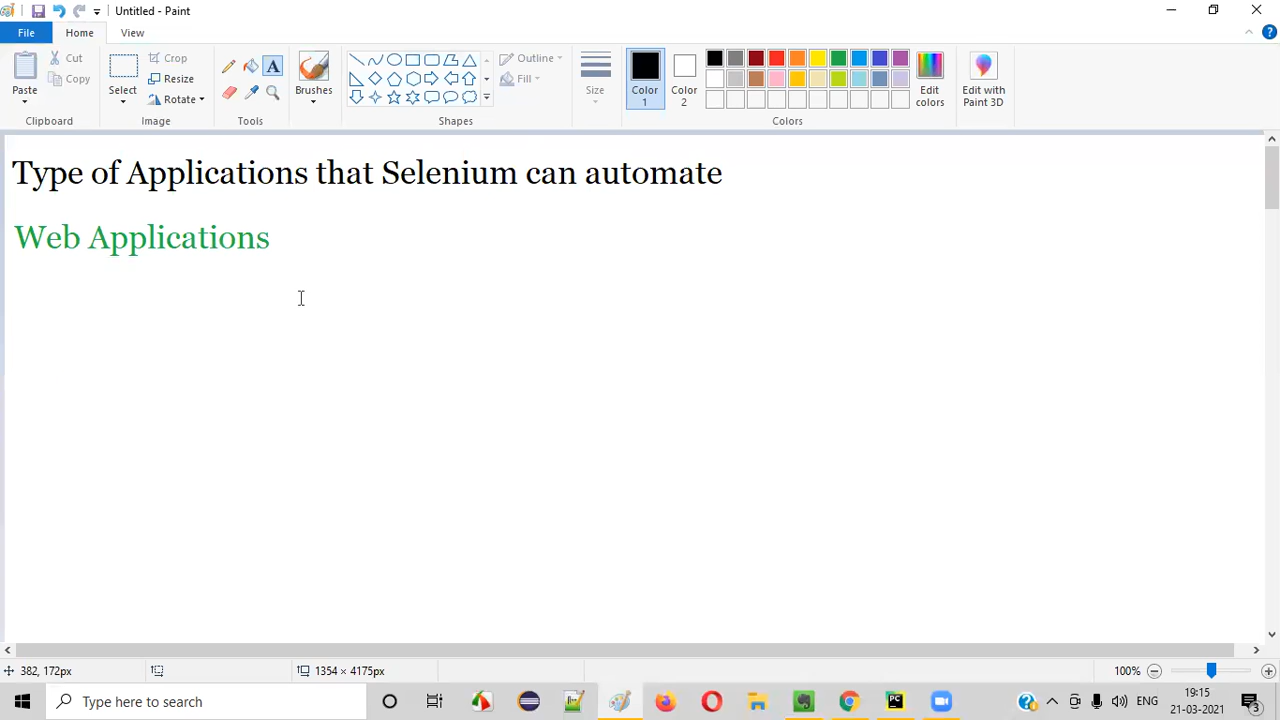 Untitled - Paint
File
Home
View
Paste
Cut
Copy
Clipboard
Select
Crop
Resize
Rotate
Image
A
Tools
Brushes
Outline
Fill
Shapes
Size
Color 1
Color 2
Edit colors
Colors
Edit with Paint 3D
Type of Applications that Selenium can automate
Web Applications
382, 172px
1354 × 4175px
100%
Type here to search
PC
ENG
19:15
21-03-2021
3